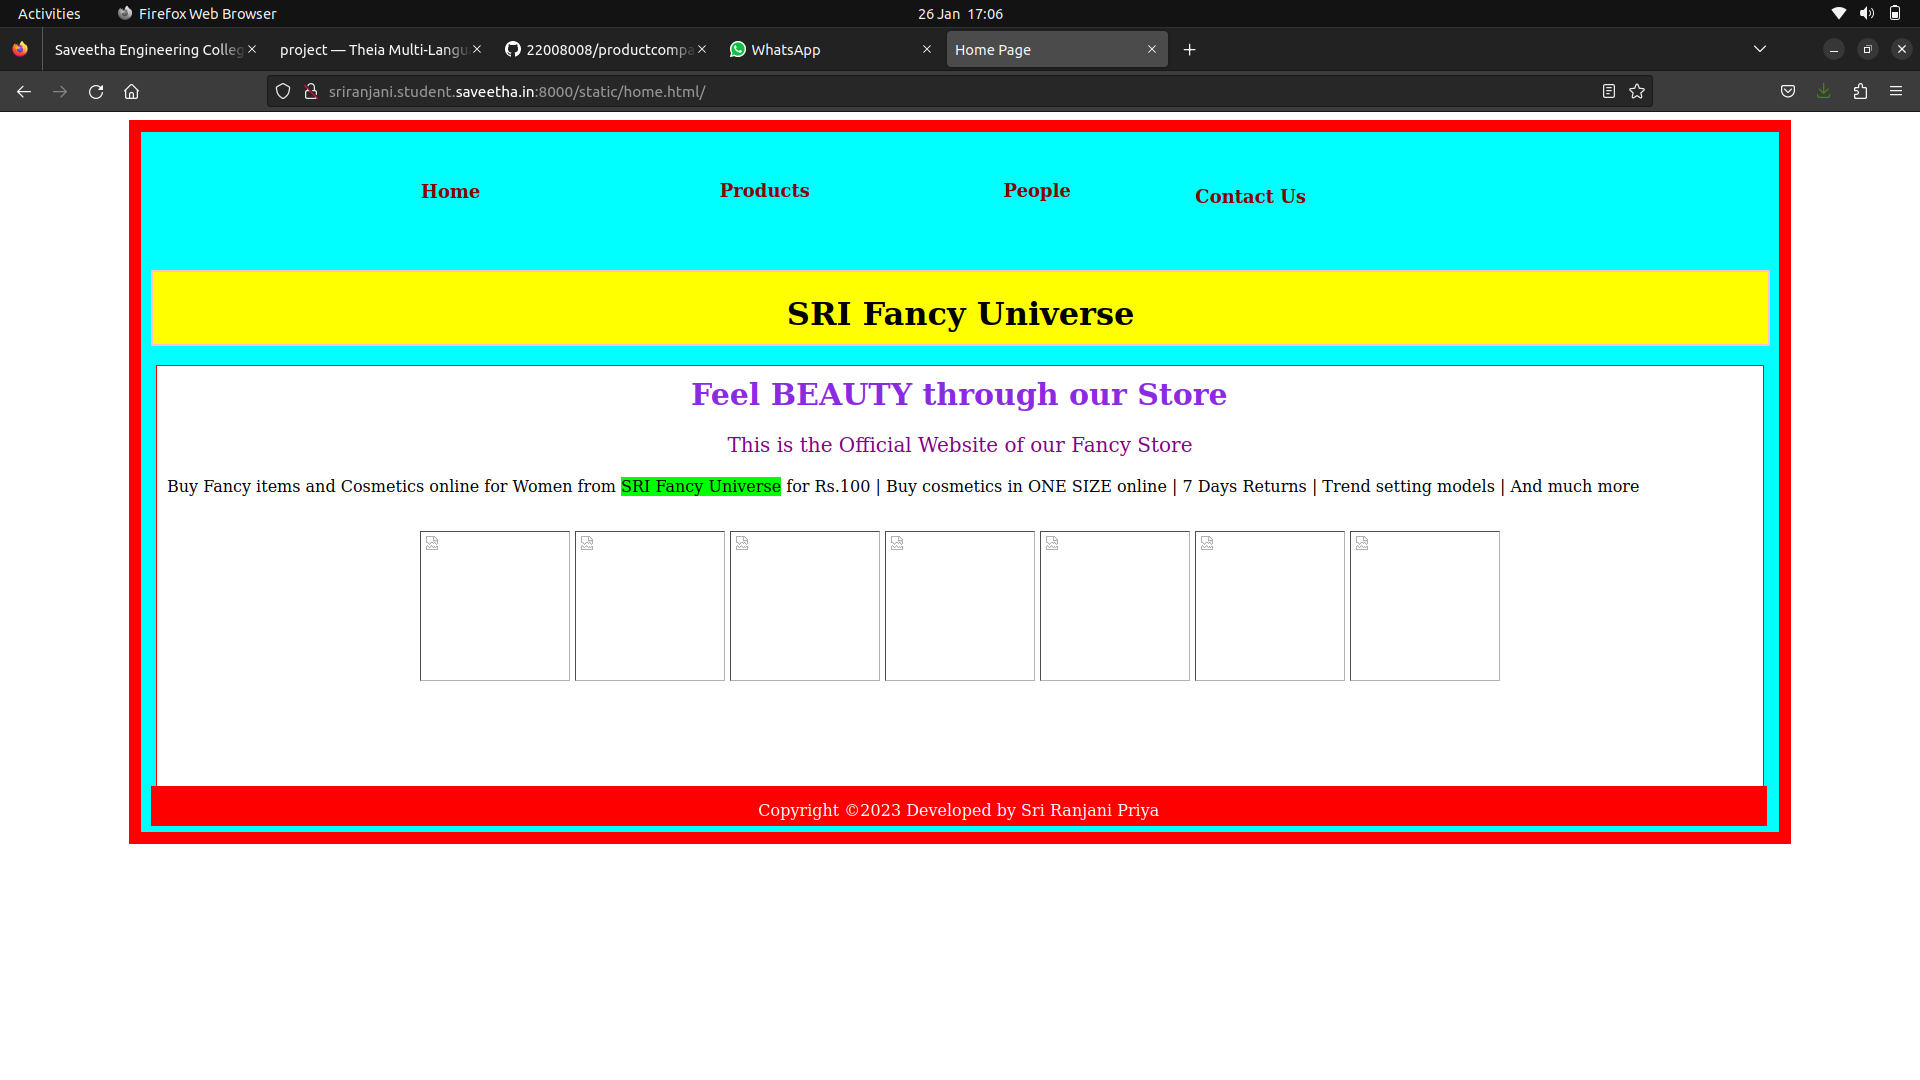 Activities Firefox Web Browser 26 Jan 17:06
Saveetha Engineering Colleg project — Theia Multi-Langu 22008008/productcompa WhatsApp Home Page
sriranjani.student.saveetha.in:8000/static/home.html/
Home Products People Contact Us
SRI Fancy Universe
Feel BEAUTY through our Store
This is the Official Website of our Fancy Store
Buy Fancy items and Cosmetics online for Women from SRI Fancy Universe for Rs.100 | Buy cosmetics in ONE SIZE online | 7 Days Returns | Trend setting models | And much more
Copyright ©2023 Developed by Sri Ranjani Priya